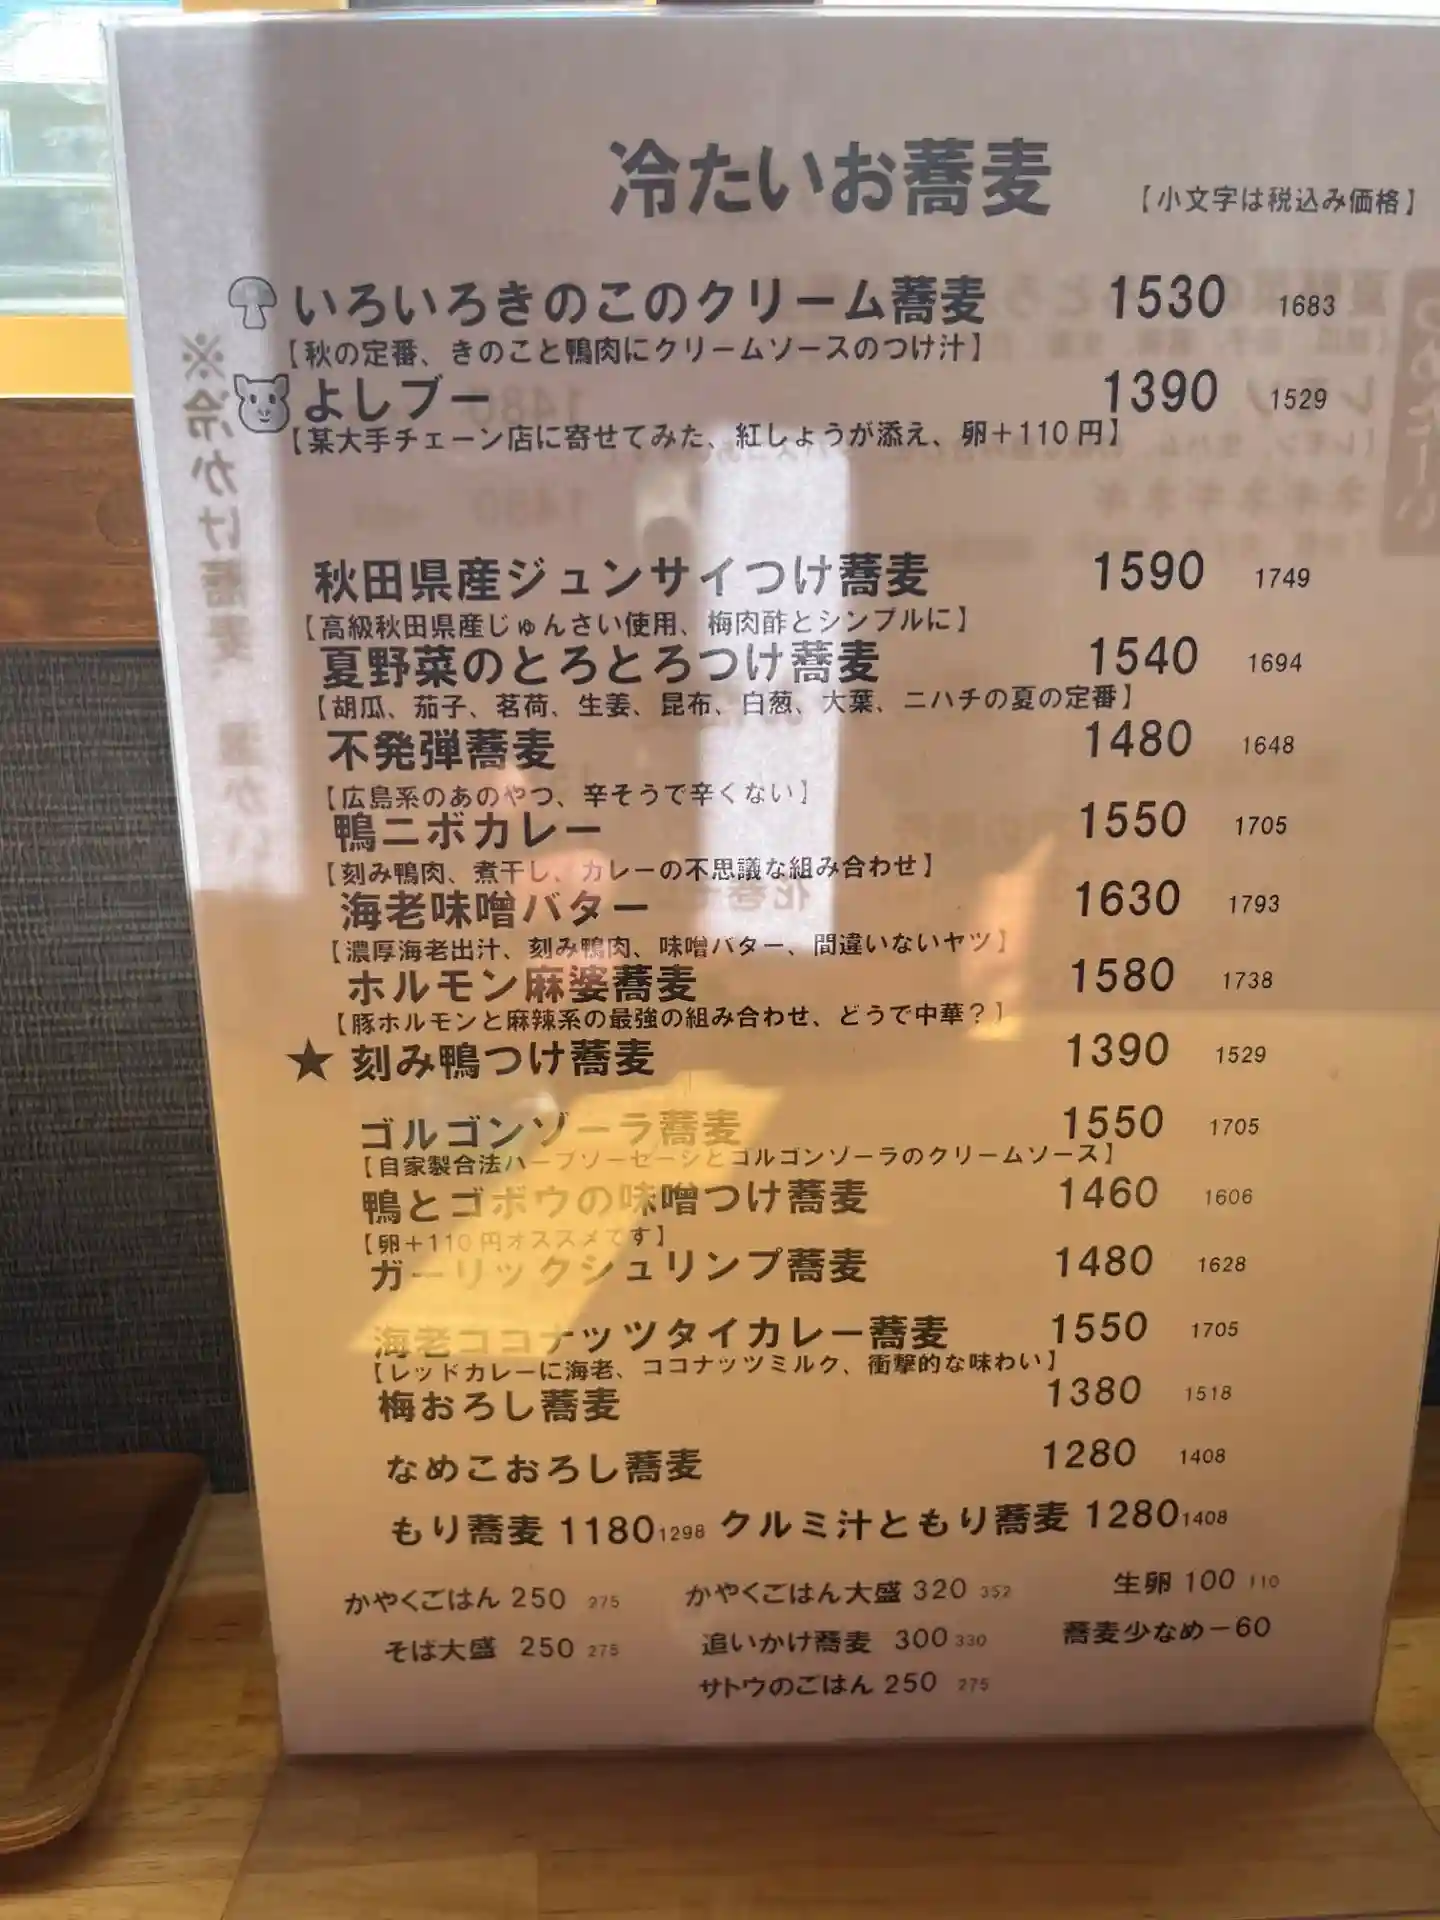 冷たいお蕎麦 【小文字は税込み価格】
いろいろきのこのクリーム蕎麦 1530 1683
【秋の定番、きのこと鴨肉にクリームソースのつけ汁】
よしブー 1390 1529
【某大手チェーン店に寄せてみた、紅しょうが添え、卵+110円】
秋田県産ジュンサイつけ蕎麦 1590 1749
【高級秋田県産じゅんさい使用、梅肉酢とシンプルに】
夏野菜のとろとろつけ蕎麦 1540 1694
【胡瓜、茄子、茗荷、生姜、昆布、白葱、大葉、ニハチの夏の定番】
不発弾蕎麦 1480 1648
【広島系のあのやつ、辛そうで辛くない】
鴨ニボカレー 1550 1705
【刻み鴨肉、煮干し、カレーの不思議な組み合わせ】
海老味噌バター 1630 1793
【濃厚海老出汁、刻み鴨肉、味噌バター、間違いないヤツ】
ホルモン麻婆蕎麦 1580 1738
【豚ホルモンと麻辣系の最強の組み合わせ、どうで中華?】
★ 刻み鴨つけ蕎麦 1390 1529
ゴルゴンゾーラ蕎麦 1550 1705
【自家製合法ハーブソーセージとゴルゴンゾーラのクリームソース】
鴨とゴボウの味噌つけ蕎麦 1460 1606
【卵+110円オススメです】
ガーリックシュリンプ蕎麦 1480 1628
海老ココナッツタイカレー蕎麦 1550 1705
【レッドカレーに海老、ココナッツミルク、衝撃的な味わい】
梅おろし蕎麦 1380 1518
なめこおろし蕎麦 1280 1408
もり蕎麦 1180 1298 クルミ汁ともり蕎麦 1280 1408
かやくごはん 250 275 かやくごはん大盛 320 352 生卵 100 110
そば大盛 250 275 追いかけ蕎麦 300 330 蕎麦少なめ-60
サトウのごはん 250 275